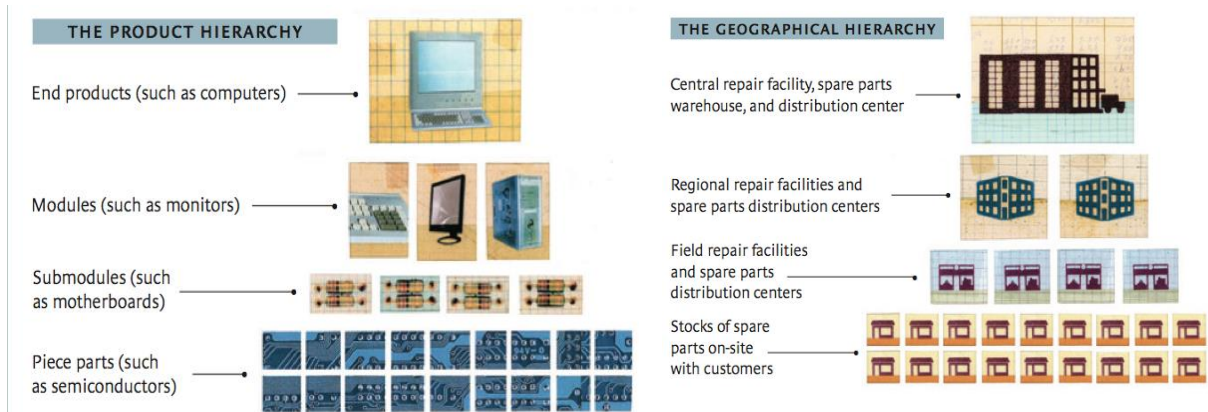 THE PRODUCT HIERARCHY
End products (such as computers)
Modules (such as monitors)
Submodules (such
as motherboards)
Piece parts (such
as semiconductors)
THE GEOGRAPHICAL HIERARCHY
Central repair facility, spare parts
warehouse, and distribution center
Regional repair facilities and
spare parts distribution centers
Field repair facilities
and spare parts
distribution centers
Stocks of spare
parts on-site
with customers